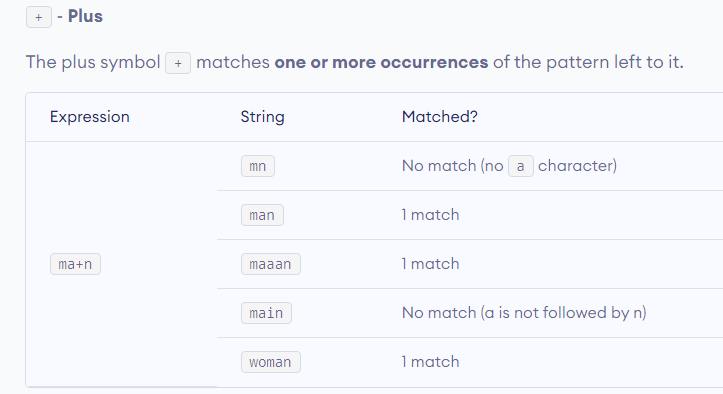 + - Plus
The plus symbol + matches one or more occurrences of the pattern left to it.
Expression String Matched?
mn No match (no a character)
man 1 match
ma+n maaan 1 match
main No match (a is not followed by n)
woman 1 match